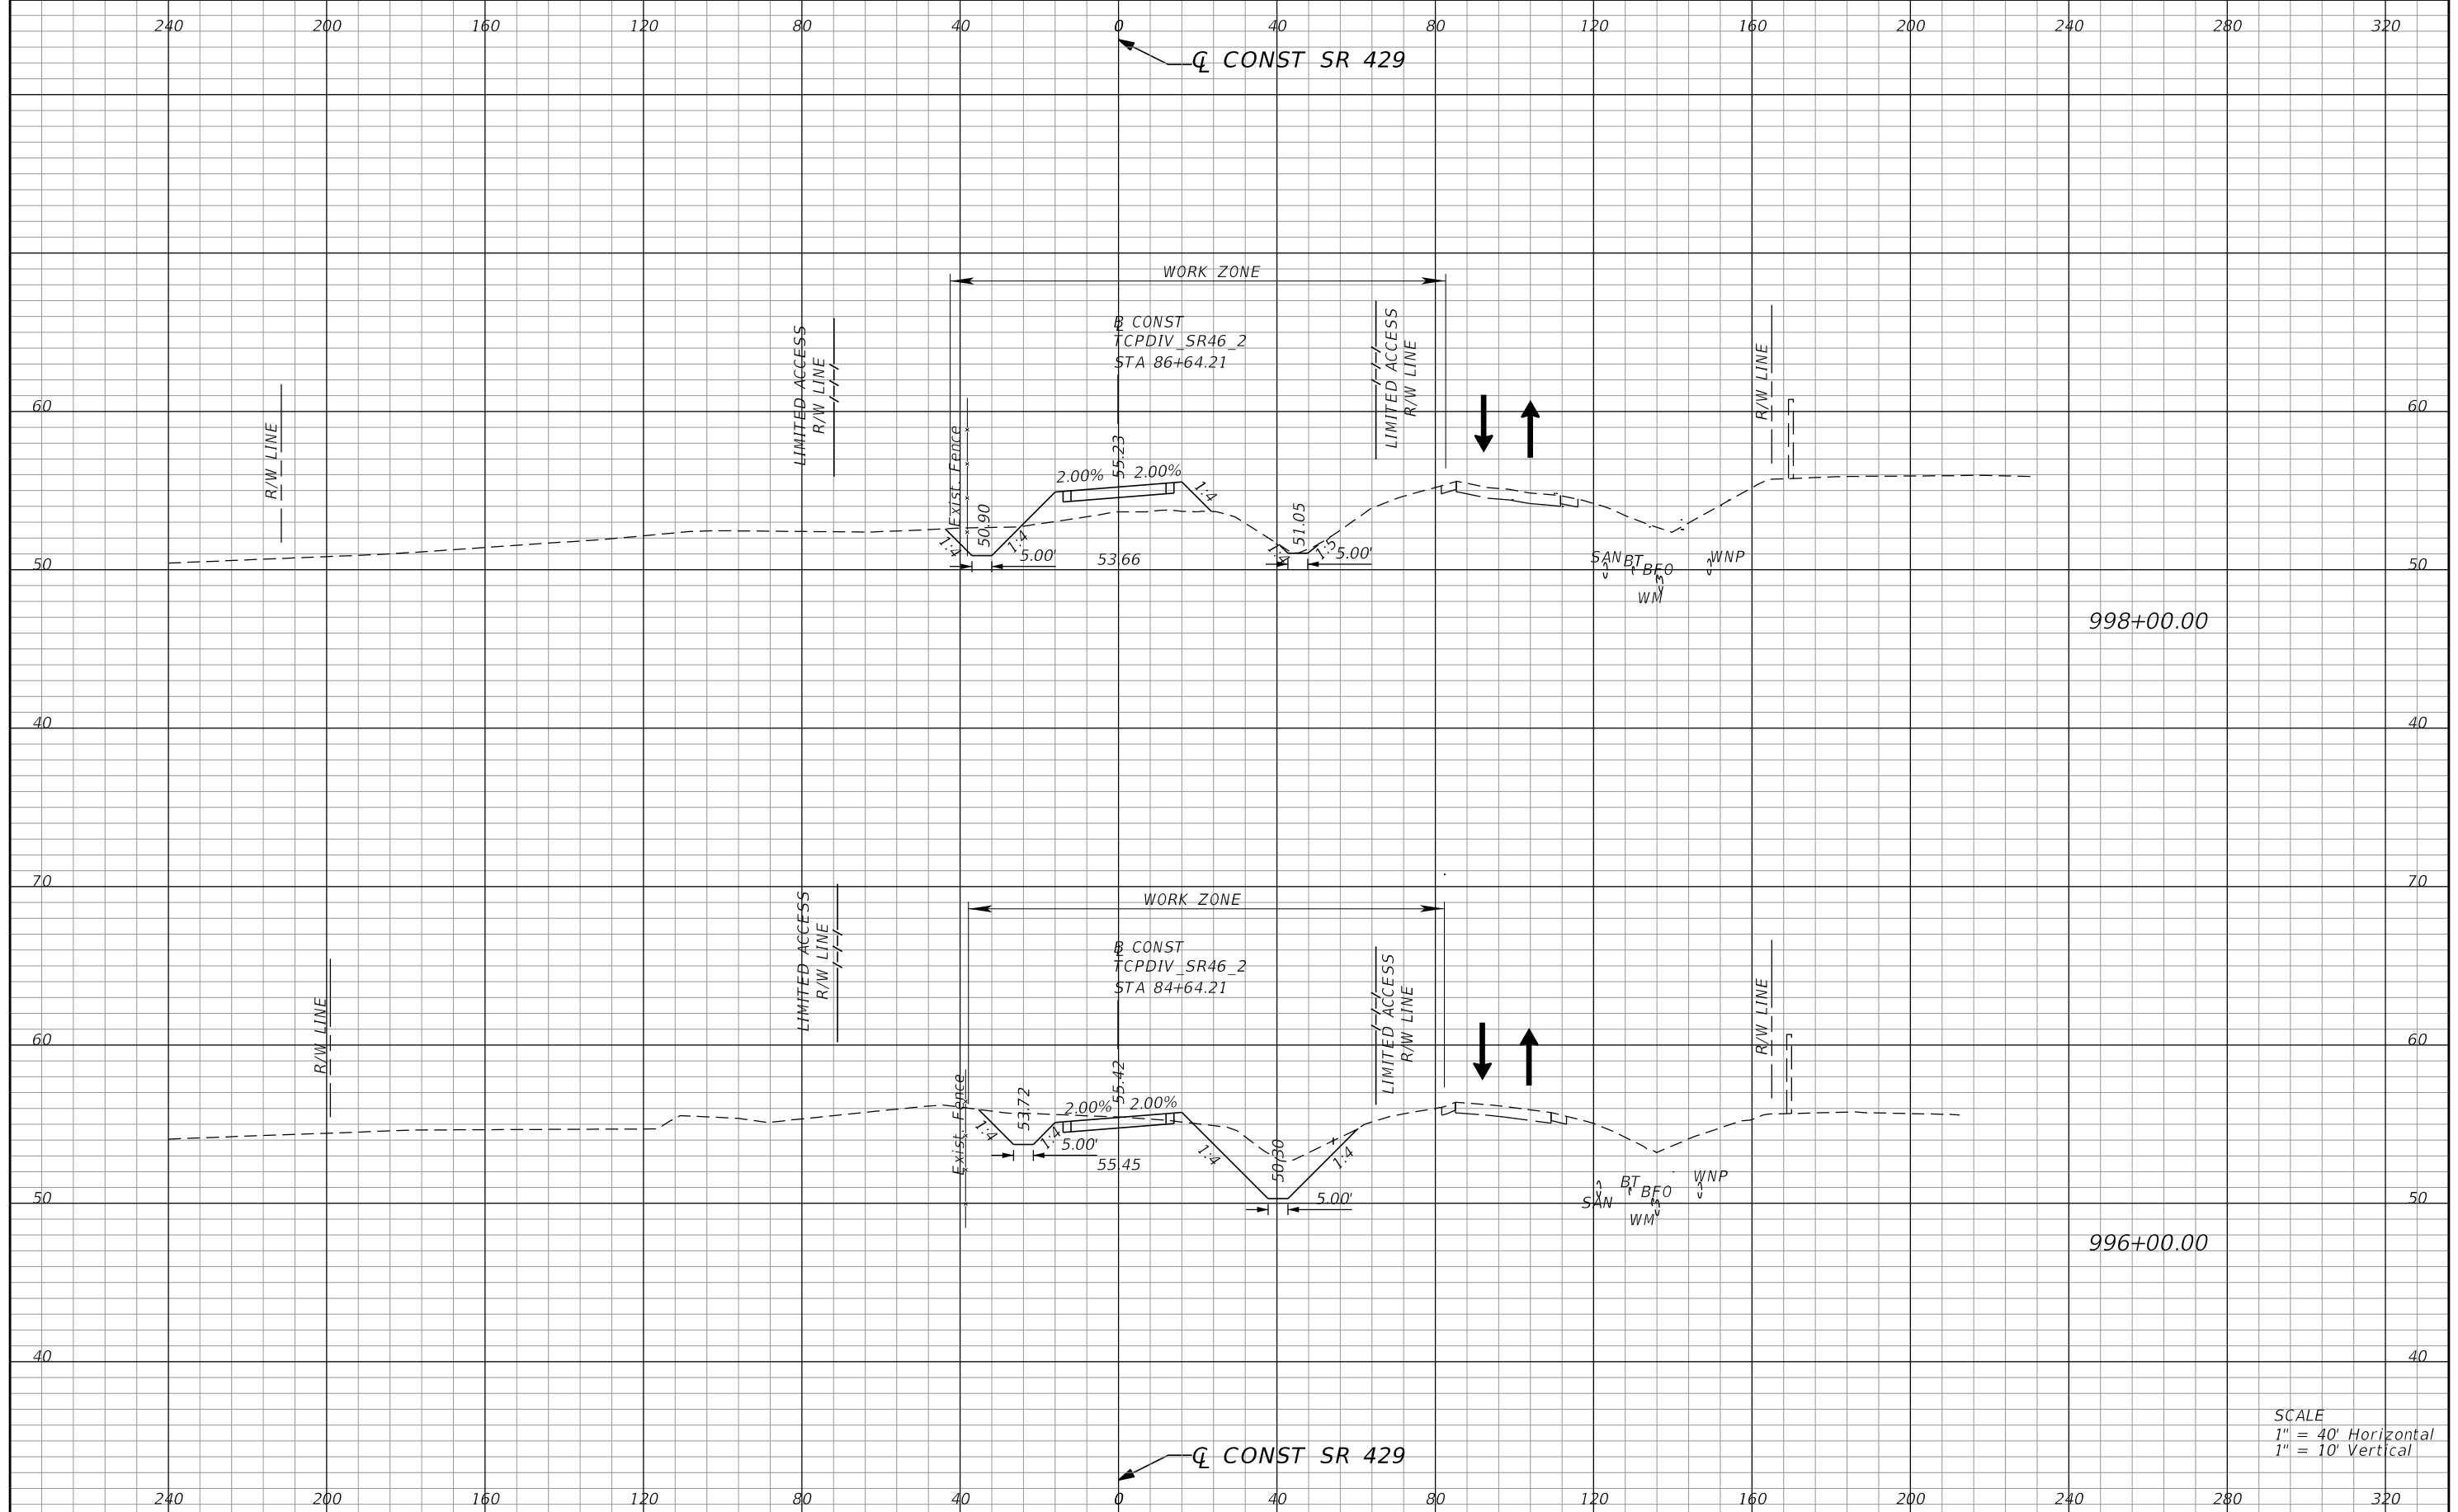 240 200 160 120 80 40 0 40 80 120 160 200 240 280 320
℄ CONST SR 429
WORK ZONE
B CONST
TCPDIV_SR46_2
STA 86+64.21
LIMITED ACCESS
R/W LINE
LIMITED ACCESS
R/W LINE
R/W LINE
R/W LINE
60 60
Exist. Fence
55.23
2.00% 2.00%
1:4
50.90
51.05
1:4
1:4
5.00'
53.66
1:4
1:5
5.00'
SAN BT BFO WNP
WM
50 50
998+00.00
40 40
70 70
WORK ZONE
B CONST
TCPDIV_SR46_2
STA 84+64.21
LIMITED ACCESS
R/W LINE
LIMITED ACCESS
R/W LINE
R/W LINE
R/W LINE
60 60
Exist. Fence
55.42
53.72
2.00% 2.00%
1:4
1:4
5.00'
55.45
1:4
50.30
1:4
5.00'
BT BFO WNP
SAN
WM
50 50
996+00.00
40 40
SCALE
1" = 40' Horizontal
1" = 10' Vertical
℄ CONST SR 429
240 200 160 120 80 40 0 40 80 120 160 200 240 280 320